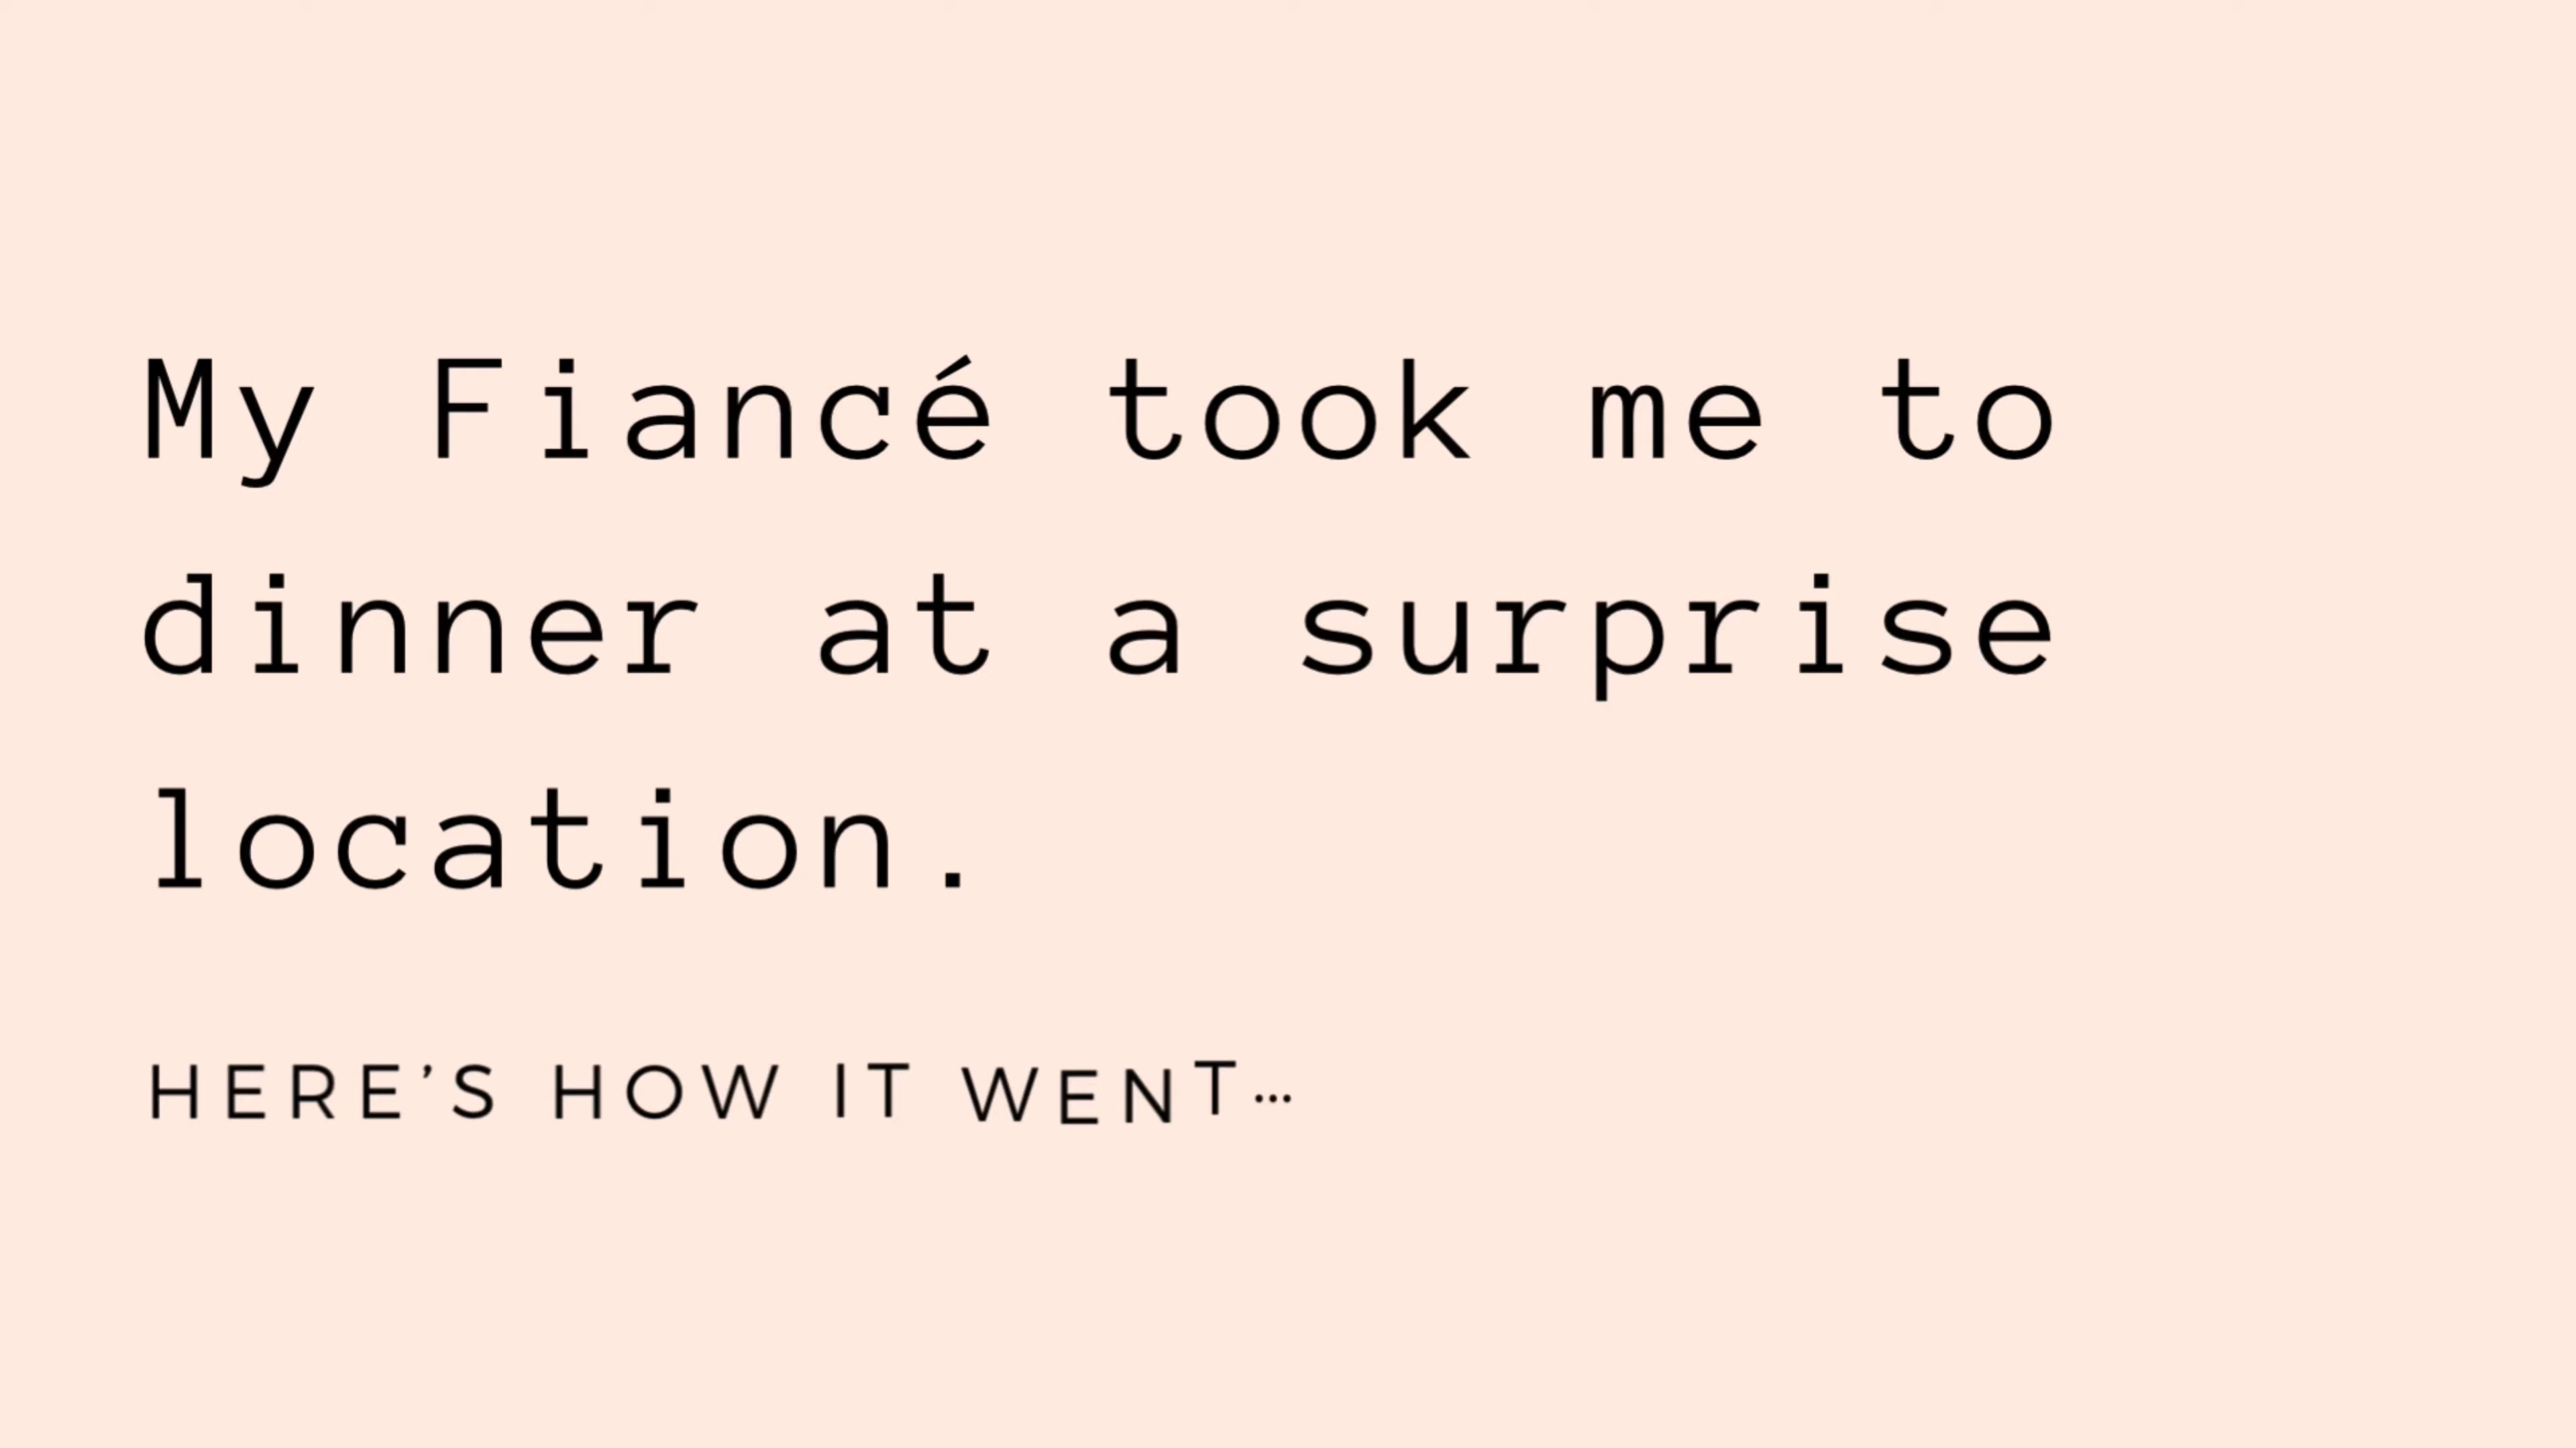 My Fiancé took me to
dinner at a surprise
location.
HERE’S HOW IT WENT…